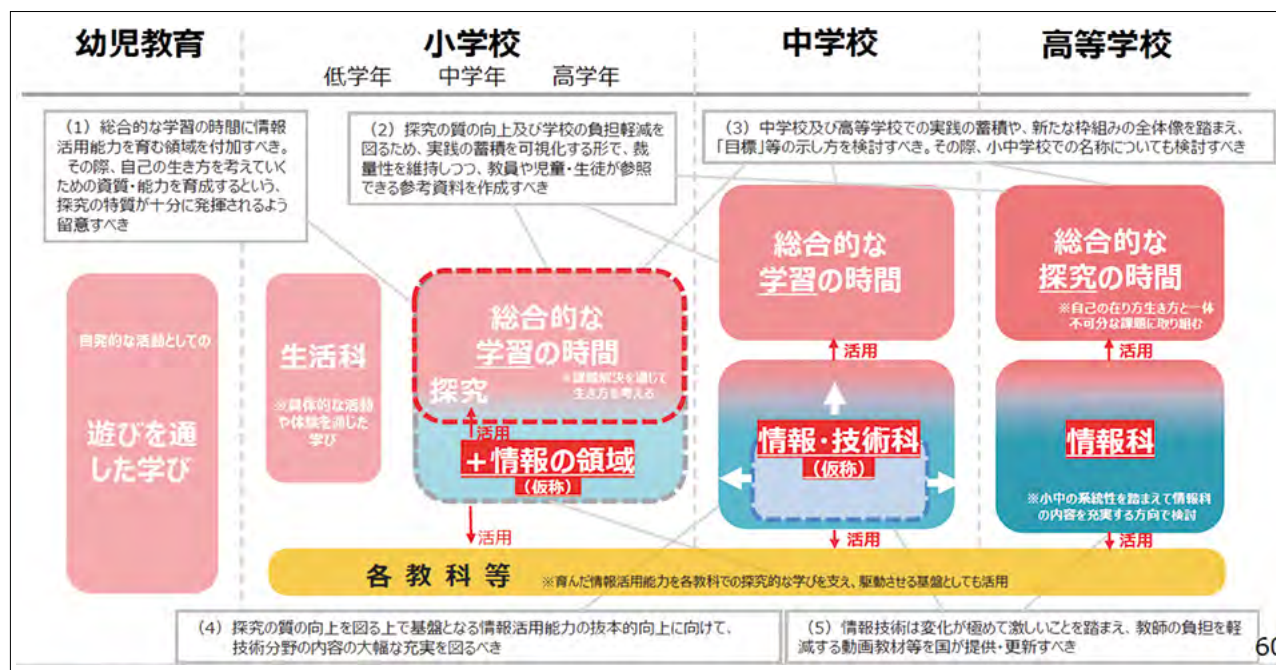 幼児教育
小学校
中学校
高等学校
低学年
中学年
高学年
(1) 総合的な学習の時間に情報
活用能力を育む領域を付加すべき。
その際、自己の生き方を考えていく
ための資質・能力を育成するという、
探究の特質が十分に発揮されるよう
留意すべき
(2) 探究の質の向上及び学校の負担軽減を
図るため、実践の蓄積を可視化する形で、裁
量性を維持しつつ、教員や児童・生徒が参照
できる参考資料を作成すべき
(3) 中学校及び高等学校での実践の蓄積や、新たな枠組みの全体像を踏まえ、
「目標」等の示し方を検討すべき。その際、小中学校での名称についても検討すべき
自発的な活動としての
遊びを通
した学び
生活科
※具体的な活動
や体験を通じた
学び
総合的な
学習の時間
※課題解決を通じて
生き方を考える
探究
活用
+情報の領域
(仮称)
活用
総合的な
学習の時間
活用
情報・技術科
(仮称)
活用
総合的な
探究の時間
※自己の在り方生き方と一体
不可分な課題に取り組む
活用
情報科
※小中の系統性を踏まえて情報科
の内容を充実する方向で検討
活用
各教科等
※育んだ情報活用能力を各教科での探究的な学びを支え、駆動させる基盤としても活用
(4) 探究の質の向上を図る上で基盤となる情報活用能力の抜本的向上に向けて、
技術分野の内容の大幅な充実を図るべき
(5) 情報技術は変化が極めて激しいことを踏まえ、教師の負担を軽
減する動画教材等を国が提供・更新すべき
60